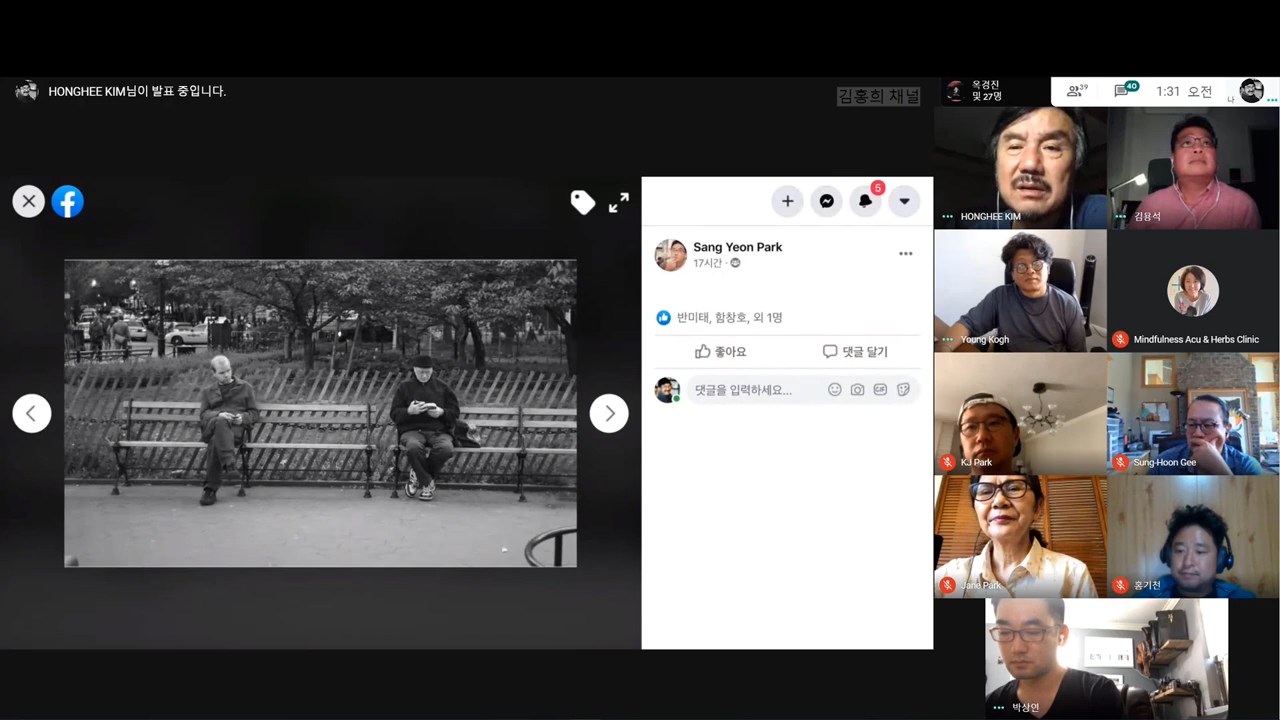 HONGHEE KIM님이 발표 중입니다.
김홍희 채널
옥경진
및 27명
39
40
1:31 오전
나
5
Sang Yeon Park
17시간 ·
반미태, 함창호, 외 1명
좋아요
댓글 달기
댓글을 입력하세요...
GIF
HONGHEE KIM
김용석
Young Kogh
Mindfulness Acu & Herbs Clinic
KJ Park
Sung-Hoon Gee
Jane Park
홍기천
박상인